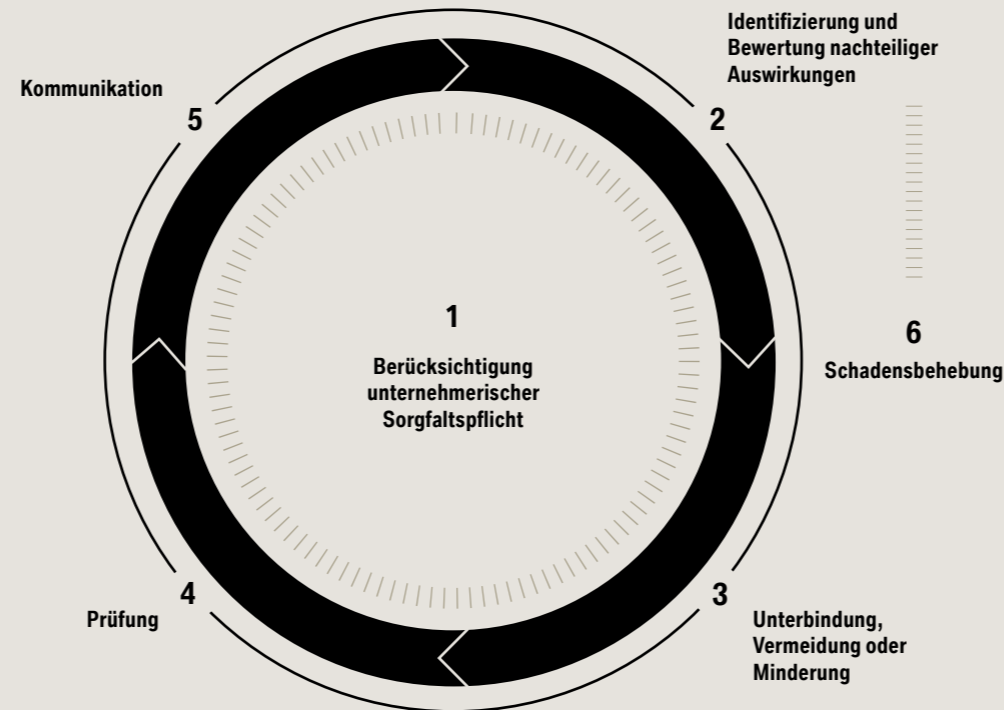 1
Berücksichtigung
unternehmerischer
Sorgfaltspflicht
2
Identifizierung und
Bewertung nachteiliger
Auswirkungen
3
Unterbindung,
Vermeidung oder
Minderung
4
Prüfung
5
Kommunikation
6
Schadensbehebung